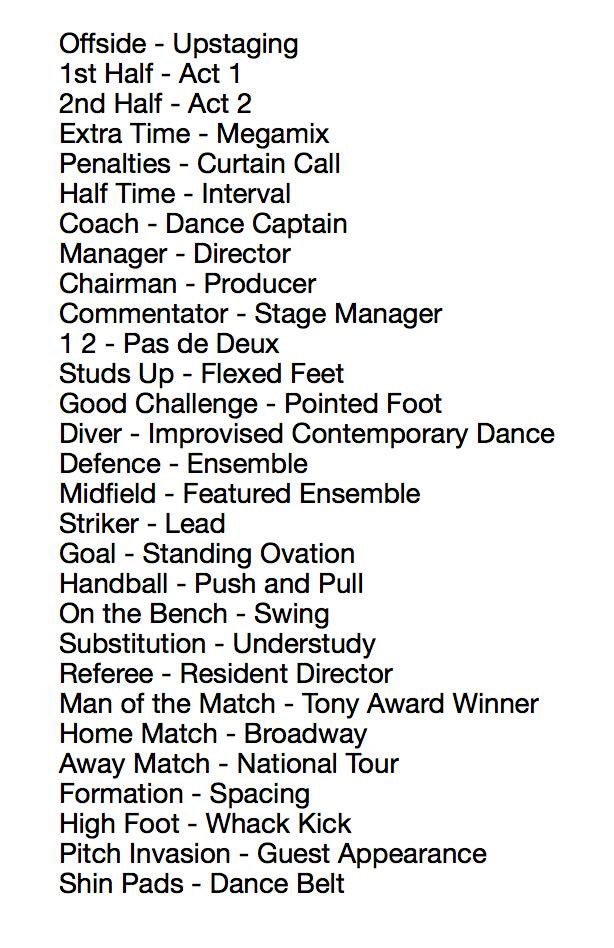 Offside - Upstaging
1st Half - Act 1
2nd Half - Act 2
Extra Time - Megamix
Penalties - Curtain Call
Half Time - Interval
Coach - Dance Captain
Manager - Director
Chairman - Producer
Commentator - Stage Manager
1 2 - Pas de Deux
Studs Up - Flexed Feet
Good Challenge - Pointed Foot
Diver - Improvised Contemporary Dance
Defence - Ensemble
Midfield - Featured Ensemble
Striker - Lead
Goal - Standing Ovation
Handball - Push and Pull
On the Bench - Swing
Substitution - Understudy
Referee - Resident Director
Man of the Match - Tony Award Winner
Home Match - Broadway
Away Match - National Tour
Formation - Spacing
High Foot - Whack Kick
Pitch Invasion - Guest Appearance
Shin Pads - Dance Belt